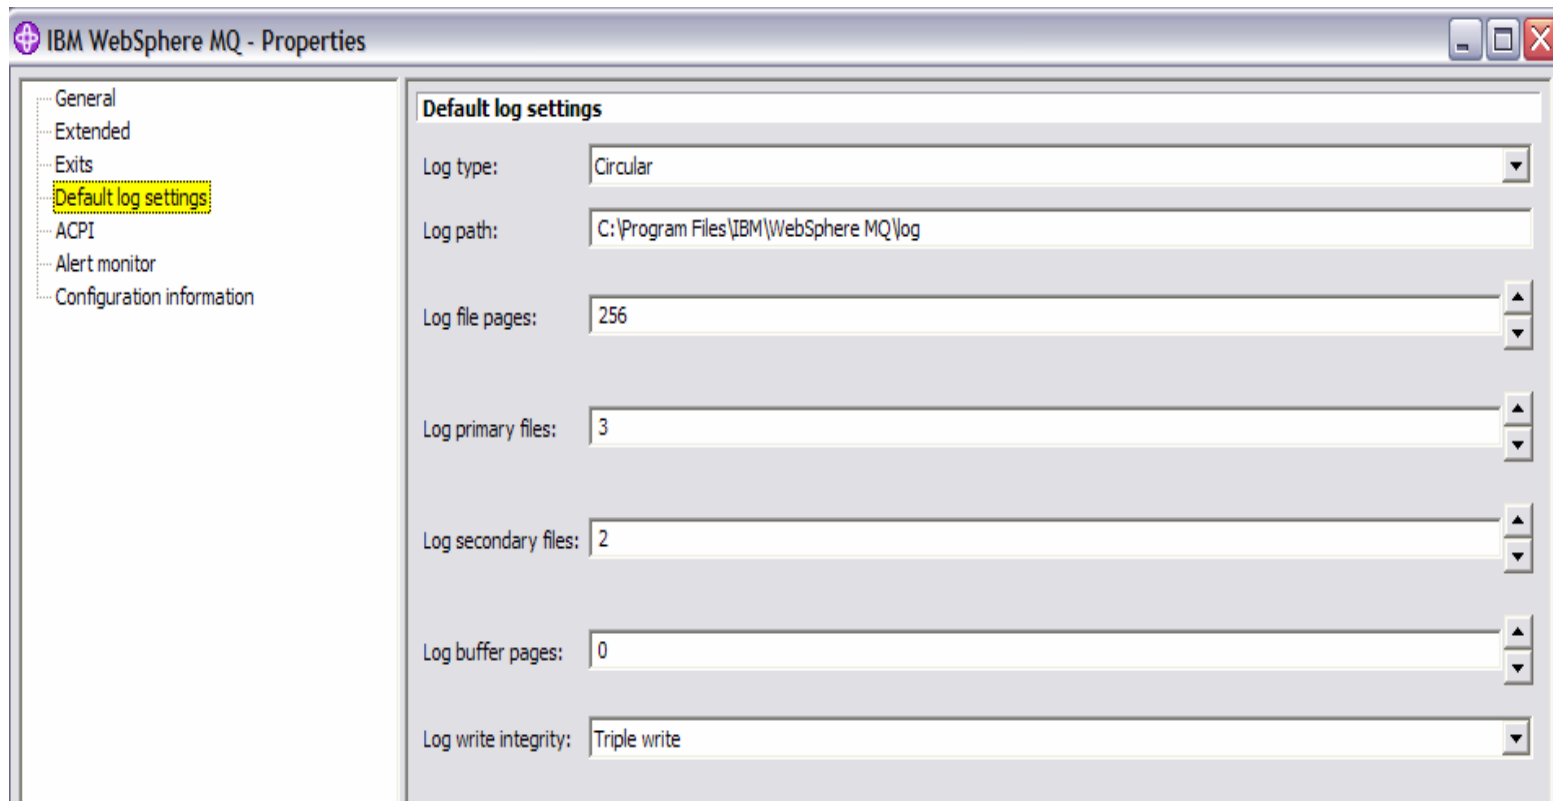 IBM WebSphere MQ - Properties
General
Extended
Exits
Default log settings
ACPI
Alert monitor
Configuration information
Default log settings
Log type: Circular
Log path: C:\Program Files\IBM\WebSphere MQ\log
Log file pages: 256
Log primary files: 3
Log secondary files: 2
Log buffer pages: 0
Log write integrity: Triple write